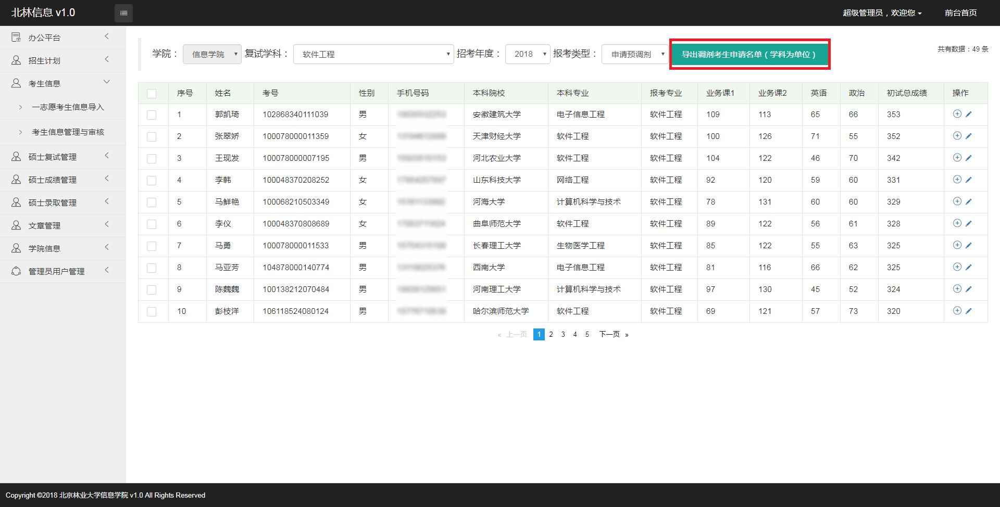 北林信息 v1.0
超级管理员，欢迎您
前台首页
办公平台
招生计划
考生信息
一志愿考生信息导入
考生信息管理与审核
硕士复试管理
硕士成绩管理
硕士录取管理
文章管理
学院信息
管理员用户管理
学院： 信息学院 复试学科： 软件工程 招考年度： 2018 报考类型： 申请预调剂 导出调剂考生申请名单（学科为单位） 共有数据：49 条
序号 姓名 考号 性别 手机号码 本科院校 本科专业 报考专业 业务课1 业务课2 英语 政治 初试总成绩 操作
1 郭凯琦 102868340111039 男 安徽建筑大学 电子信息工程 软件工程 109 113 65 66 353
2 张翠娇 100078000011359 女 天津财经大学 软件工程 软件工程 100 126 71 55 352
3 王现发 100078000007195 男 河北农业大学 软件工程 软件工程 104 122 46 70 342
4 李韩 100048370208252 女 山东科技大学 网络工程 软件工程 92 120 59 60 331
5 马鲜艳 100068210503349 女 河海大学 计算机科学与技术 软件工程 78 131 60 60 329
6 李仪 100048370808689 女 曲阜师范大学 软件工程 软件工程 89 122 56 61 328
7 马勇 100078000011533 男 长春理工大学 生物医学工程 软件工程 85 122 55 63 325
8 马亚芳 104878000140774 男 西南大学 电子信息工程 软件工程 81 116 66 62 325
9 陈魏魏 100138212070484 男 河南理工大学 计算机科学与技术 软件工程 97 130 45 52 324
10 彭枝洋 106118524080124 男 哈尔滨师范大学 软件工程 软件工程 69 121 57 73 320
« 上一页 1 2 3 4 5 下一页 »
Copyright ©2018 北京林业大学信息学院 v1.0 All Rights Reserved